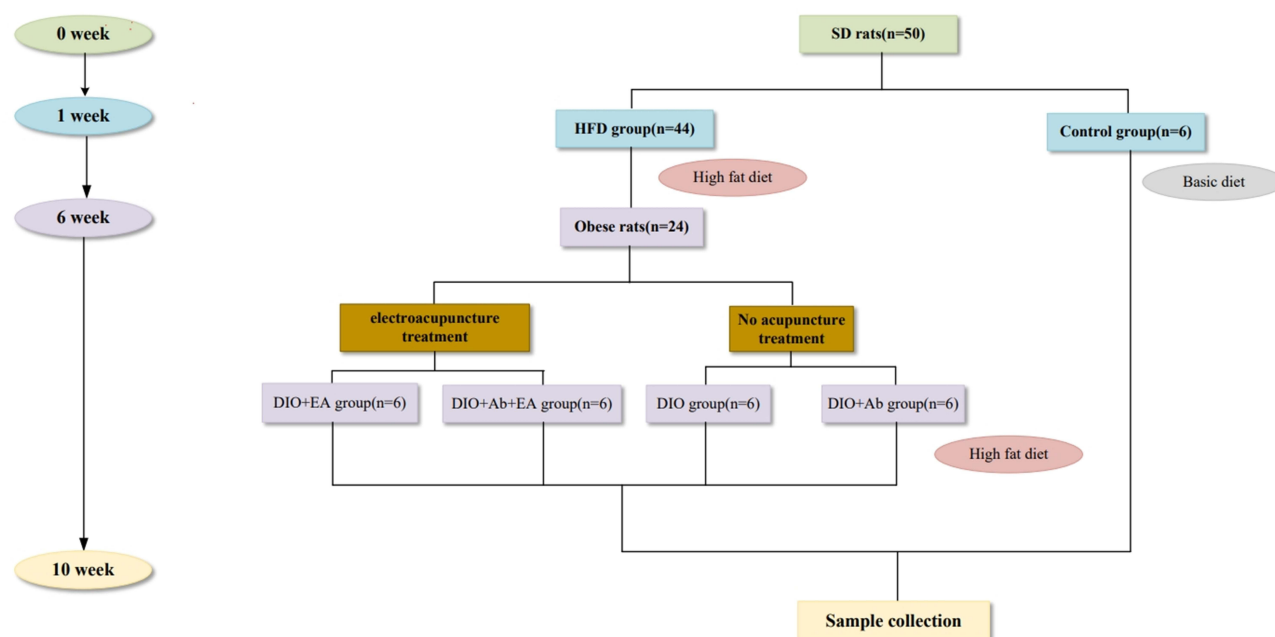 0 week
SD rats(n=50)
1 week
HFD group(n=44)
Control group(n=6)
High fat diet
Basic diet
6 week
Obese rats(n=24)
electroacupuncture
treatment
No acupuncture
treatment
DIO+EA group(n=6)
DIO+Ab+EA group(n=6)
DIO group(n=6)
DIO+Ab group(n=6)
High fat diet
10 week
Sample collection